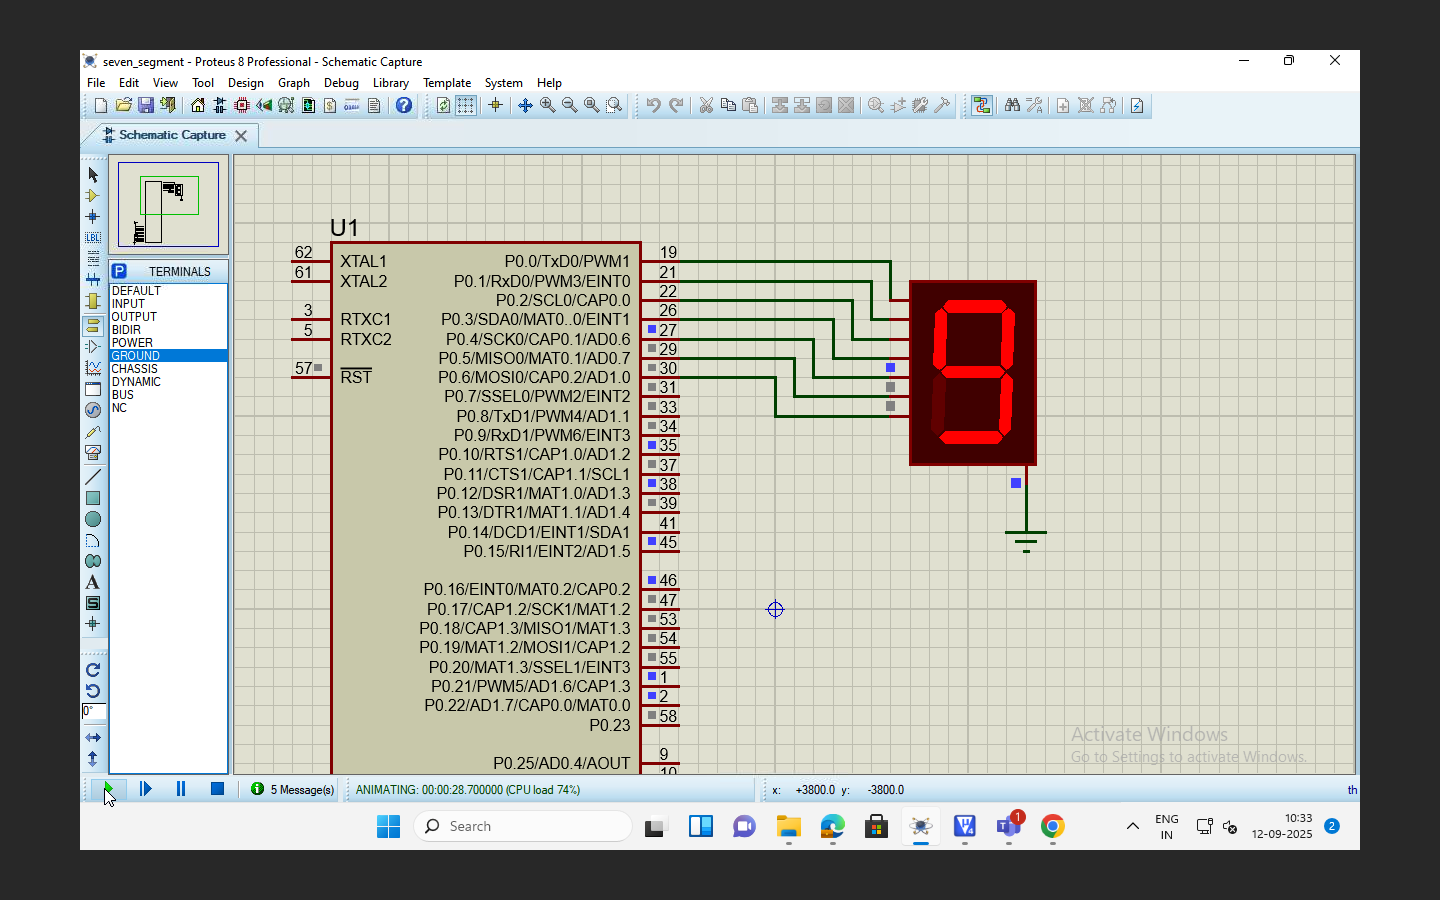 seven_segment - Proteus 8 Professional - Schematic Capture
File Edit View Tool Design Graph Debug Library Template System Help
Schematic Capture
P TERMINALS
DEFAULT
INPUT
OUTPUT
BIDIR
POWER
GROUND
CHASSIS
DYNAMIC
BUS
NC
LBL
A
S
0°
U1
62 XTAL1 P0.0/TxD0/PWM1 19
61 XTAL2 P0.1/RxD0/PWM3/EINT0 21
P0.2/SCL0/CAP0.0 22
3 RTXC1 P0.3/SDA0/MAT0..0/EINT1 26
5 RTXC2 P0.4/SCK0/CAP0.1/AD0.6 27
P0.5/MISO0/MAT0.1/AD0.7 29
57 RST P0.6/MOSI0/CAP0.2/AD1.0 30
P0.7/SSEL0/PWM2/EINT2 31
P0.8/TxD1/PWM4/AD1.1 33
P0.9/RxD1/PWM6/EINT3 34
P0.10/RTS1/CAP1.0/AD1.2 35
P0.11/CTS1/CAP1.1/SCL1 37
P0.12/DSR1/MAT1.0/AD1.3 38
P0.13/DTR1/MAT1.1/AD1.4 39
P0.14/DCD1/EINT1/SDA1 41
P0.15/RI1/EINT2/AD1.5 45
P0.16/EINT0/MAT0.2/CAP0.2 46
P0.17/CAP1.2/SCK1/MAT1.2 47
P0.18/CAP1.3/MISO1/MAT1.3 53
P0.19/MAT1.2/MOSI1/CAP1.2 54
P0.20/MAT1.3/SSEL1/EINT3 55
P0.21/PWM5/AD1.6/CAP1.3 1
P0.22/AD1.7/CAP0.0/MAT0.0 2
P0.23 58
P0.25/AD0.4/AOUT 9
10
9
Activate Windows
Go to Settings to activate Windows.
5 Message(s) ANIMATING: 00:00:28.700000 (CPU load 74%) x: +3800.0 y: -3800.0 th
Search
1
ENG
IN
10:33
12-09-2025
2